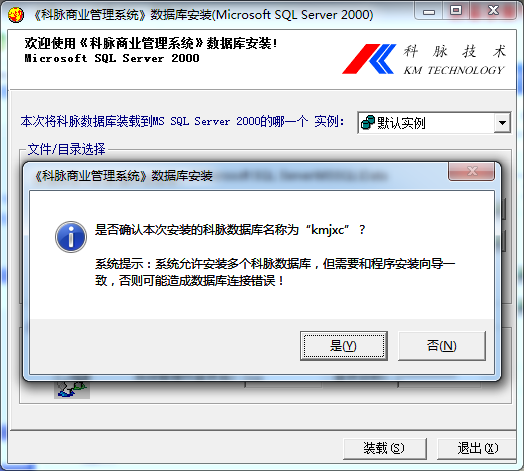 《科脉商业管理系统》数据库安装(Microsoft SQL Server 2000)
欢迎使用《科脉商业管理系统》数据库安装!
Microsoft SQL Server 2000
科 脉 技 术
KM TECHNOLOGY
本次将科脉数据库装载到MS SQL Server 2000的哪一个 实例:
默认实例
文件/目录选择
《科脉商业管理系统》数据库安装
是否确认本次安装的科脉数据库名称为“kmjxc”？
系统提示：系统允许安装多个科脉数据库，但需要和程序安装向导一
致，否则可能造成数据库连接错误！
是(Y)
否(N)
装载(S)
退出(X)